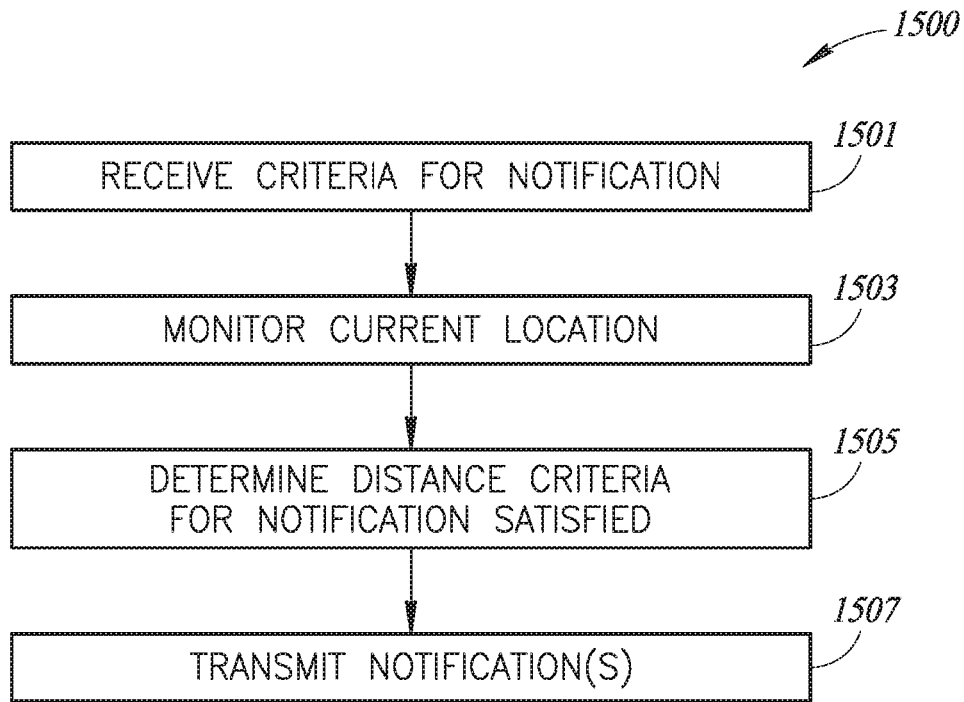 1500
1501
RECEIVE CRITERIA FOR NOTIFICATION
1503
MONITOR CURRENT LOCATION
1505
DETERMINE DISTANCE CRITERIA
FOR NOTIFICATION SATISFIED
1507
TRANSMIT NOTIFICATION(S)